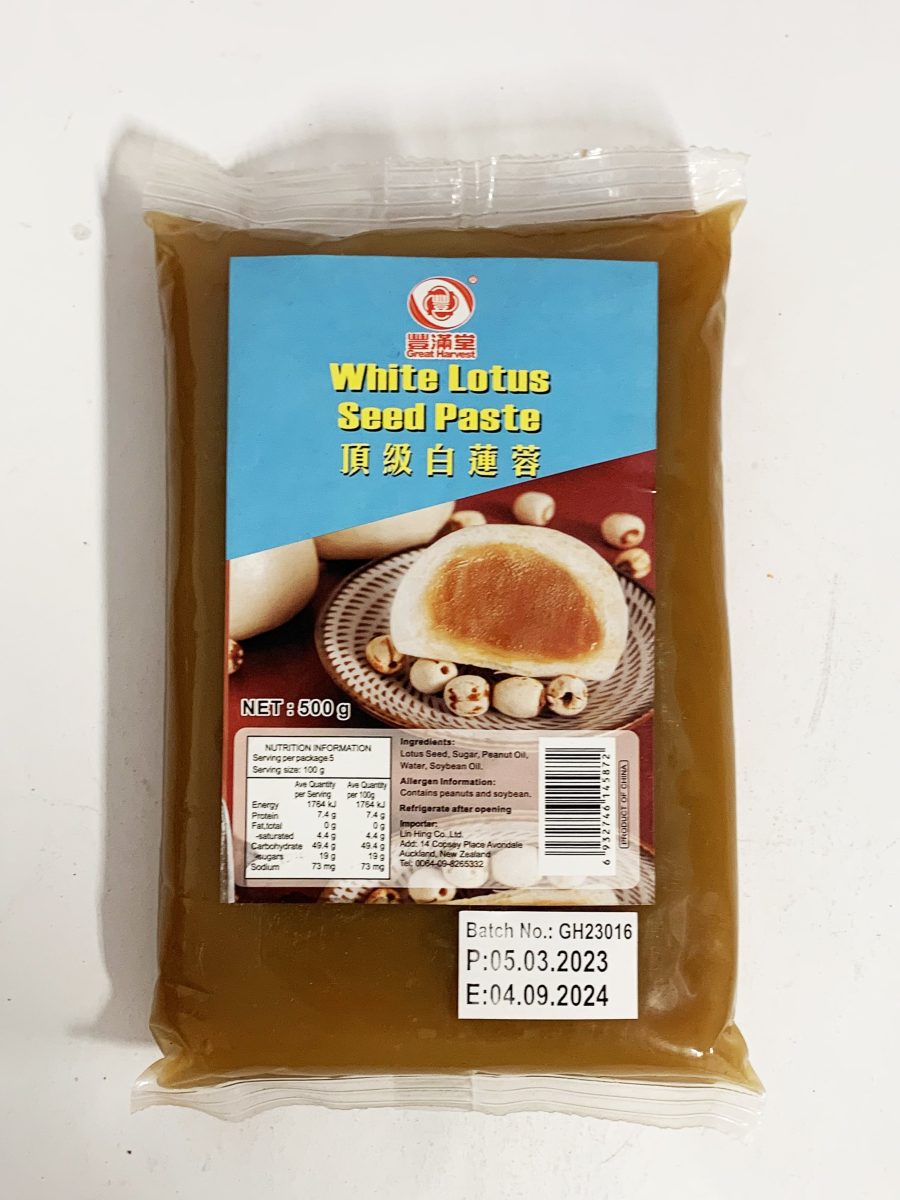 豐滿堂
Great Harvest
White Lotus
Seed Paste
頂級白蓮蓉
NET : 500 g
NUTRITION INFORMATION
Serving per package:5
Serving size: 100 g
Ave Quantity per Serving Ave Quantity per 100g
Energy 1764 kJ 1764 kJ
Protein 7.4 g 7.4 g
Fat,total 0 g 0 g
-saturated 4.4 g 4.4 g
Carbohydrate 49.4 g 49.4 g
-sugars 19 g 19 g
Sodium 73 mg 73 mg
Ingredients:
Lotus Seed, Sugar, Peanut Oil,
Water, Soybean Oil.
Allergen Information:
Contains peanuts and soybean.
Refrigerate after opening
Importer:
Lin Hing Co.,Ltd.
Add: 14 Copsey Place Avondale
Auckland, New Zealand
Tel: 0064-09-8265332
6 932746 145872
PRODUCT OF CHINA
Batch No.: GH23016
P:05.03.2023
E:04.09.2024